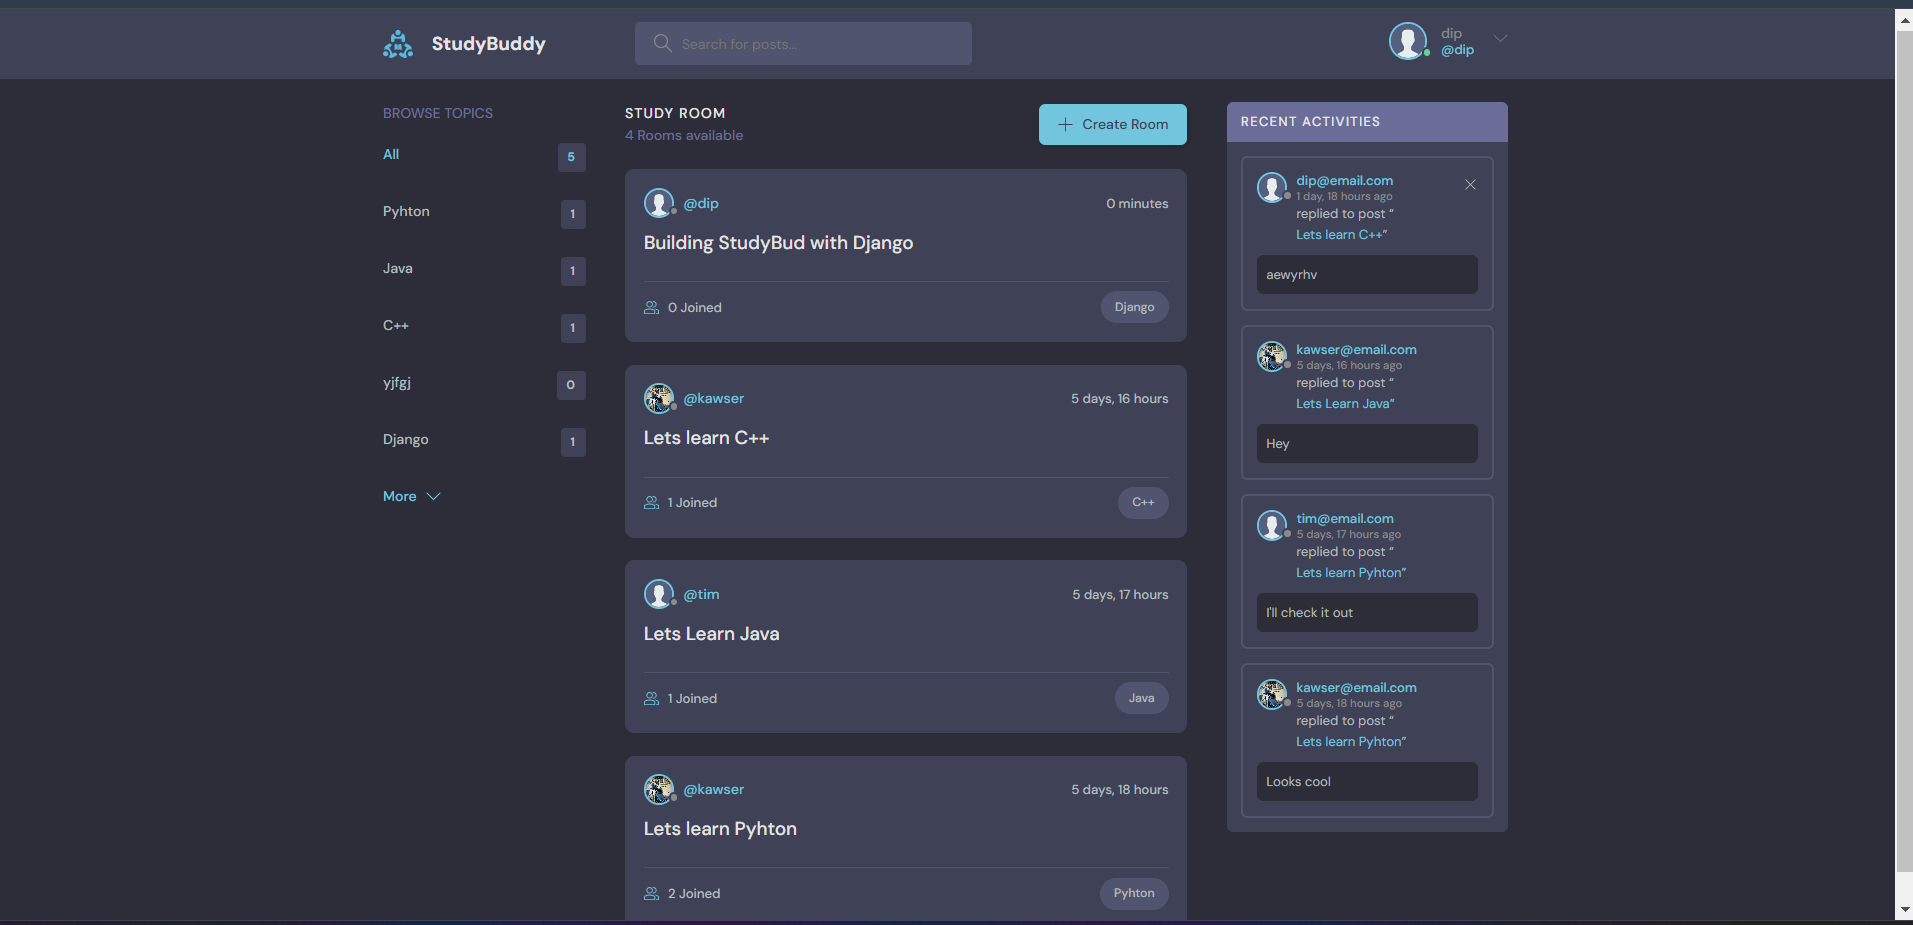 StudyBuddy
Search for posts...
dip
@dip
BROWSE TOPICS
All 5
Pyhton 1
Java 1
C++ 1
yjfgj 0
Django 1
More
STUDY ROOM
4 Rooms available
Create Room
@dip 0 minutes
Building StudyBud with Django
0 Joined Django
@kawser 5 days, 16 hours
Lets learn C++
1 Joined C++
@tim 5 days, 17 hours
Lets Learn Java
1 Joined Java
@kawser 5 days, 18 hours
Lets learn Pyhton
2 Joined Pyhton
RECENT ACTIVITIES
dip@email.com
1 day, 18 hours ago
replied to post “
Lets learn C++”
aewyrhv
kawser@email.com
5 days, 16 hours ago
replied to post “
Lets Learn Java”
Hey
tim@email.com
5 days, 17 hours ago
replied to post “
Lets learn Pyhton”
I'll check it out
kawser@email.com
5 days, 18 hours ago
replied to post “
Lets learn Pyhton”
Looks cool